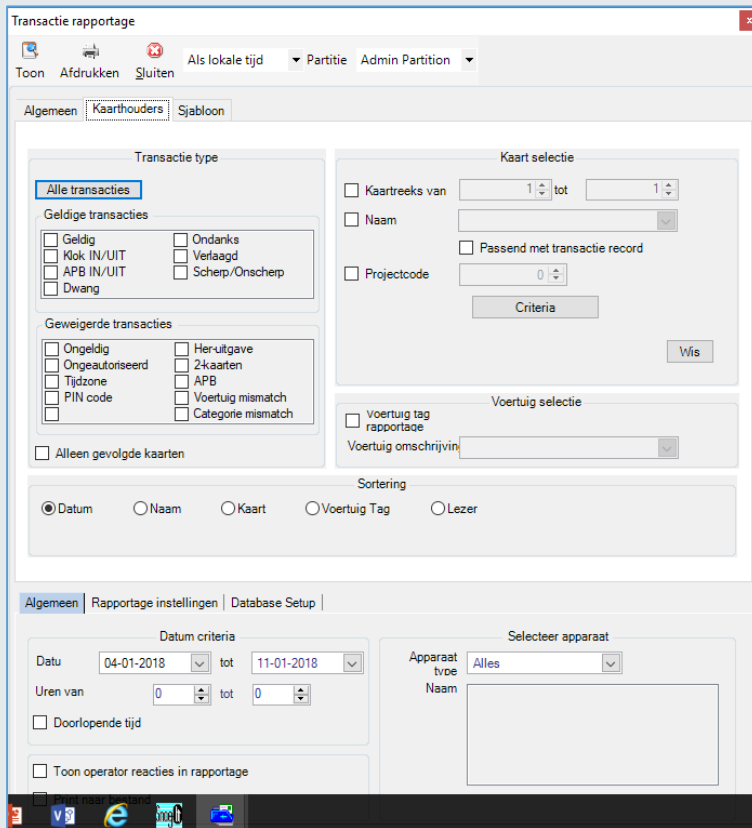 Transactie rapportage
Toon Afdrukken Sluiten Als lokale tijd Partitie Admin Partition
Algemeen Kaarthouders Sjabloon
Transactie type
Alle transacties
Geldige transacties
Geldig Ondanks
Klok IN/UIT Verlaagd
APB IN/UIT Scherp/Onscherp
Dwang
Geweigerde transacties
Ongeldig Her-uitgave
Ongeautoriseerd 2-kaarten
Tijdzone APB
PIN code Voertuig mismatch
Categorie mismatch
Alleen gevolgde kaarten
Kaart selectie
Kaartreeks van 1 tot 1
Naam
Passend met transactie record
Projectcode 0
Criteria
Wis
Voertuig selectie
Voertuig tag
rapportage
Voertuig omschrijving
Sortering
Datum Naam Kaart Voertuig Tag Lezer
Algemeen Rapportage instellingen Database Setup
Datum criteria
Datu 04-01-2018 tot 11-01-2018
Uren van 0 tot 0
Doorlopende tijd
Toon operator reacties in rapportage
Print naar bestand
Selecteer apparaat
Apparaat
type Alles
Naam